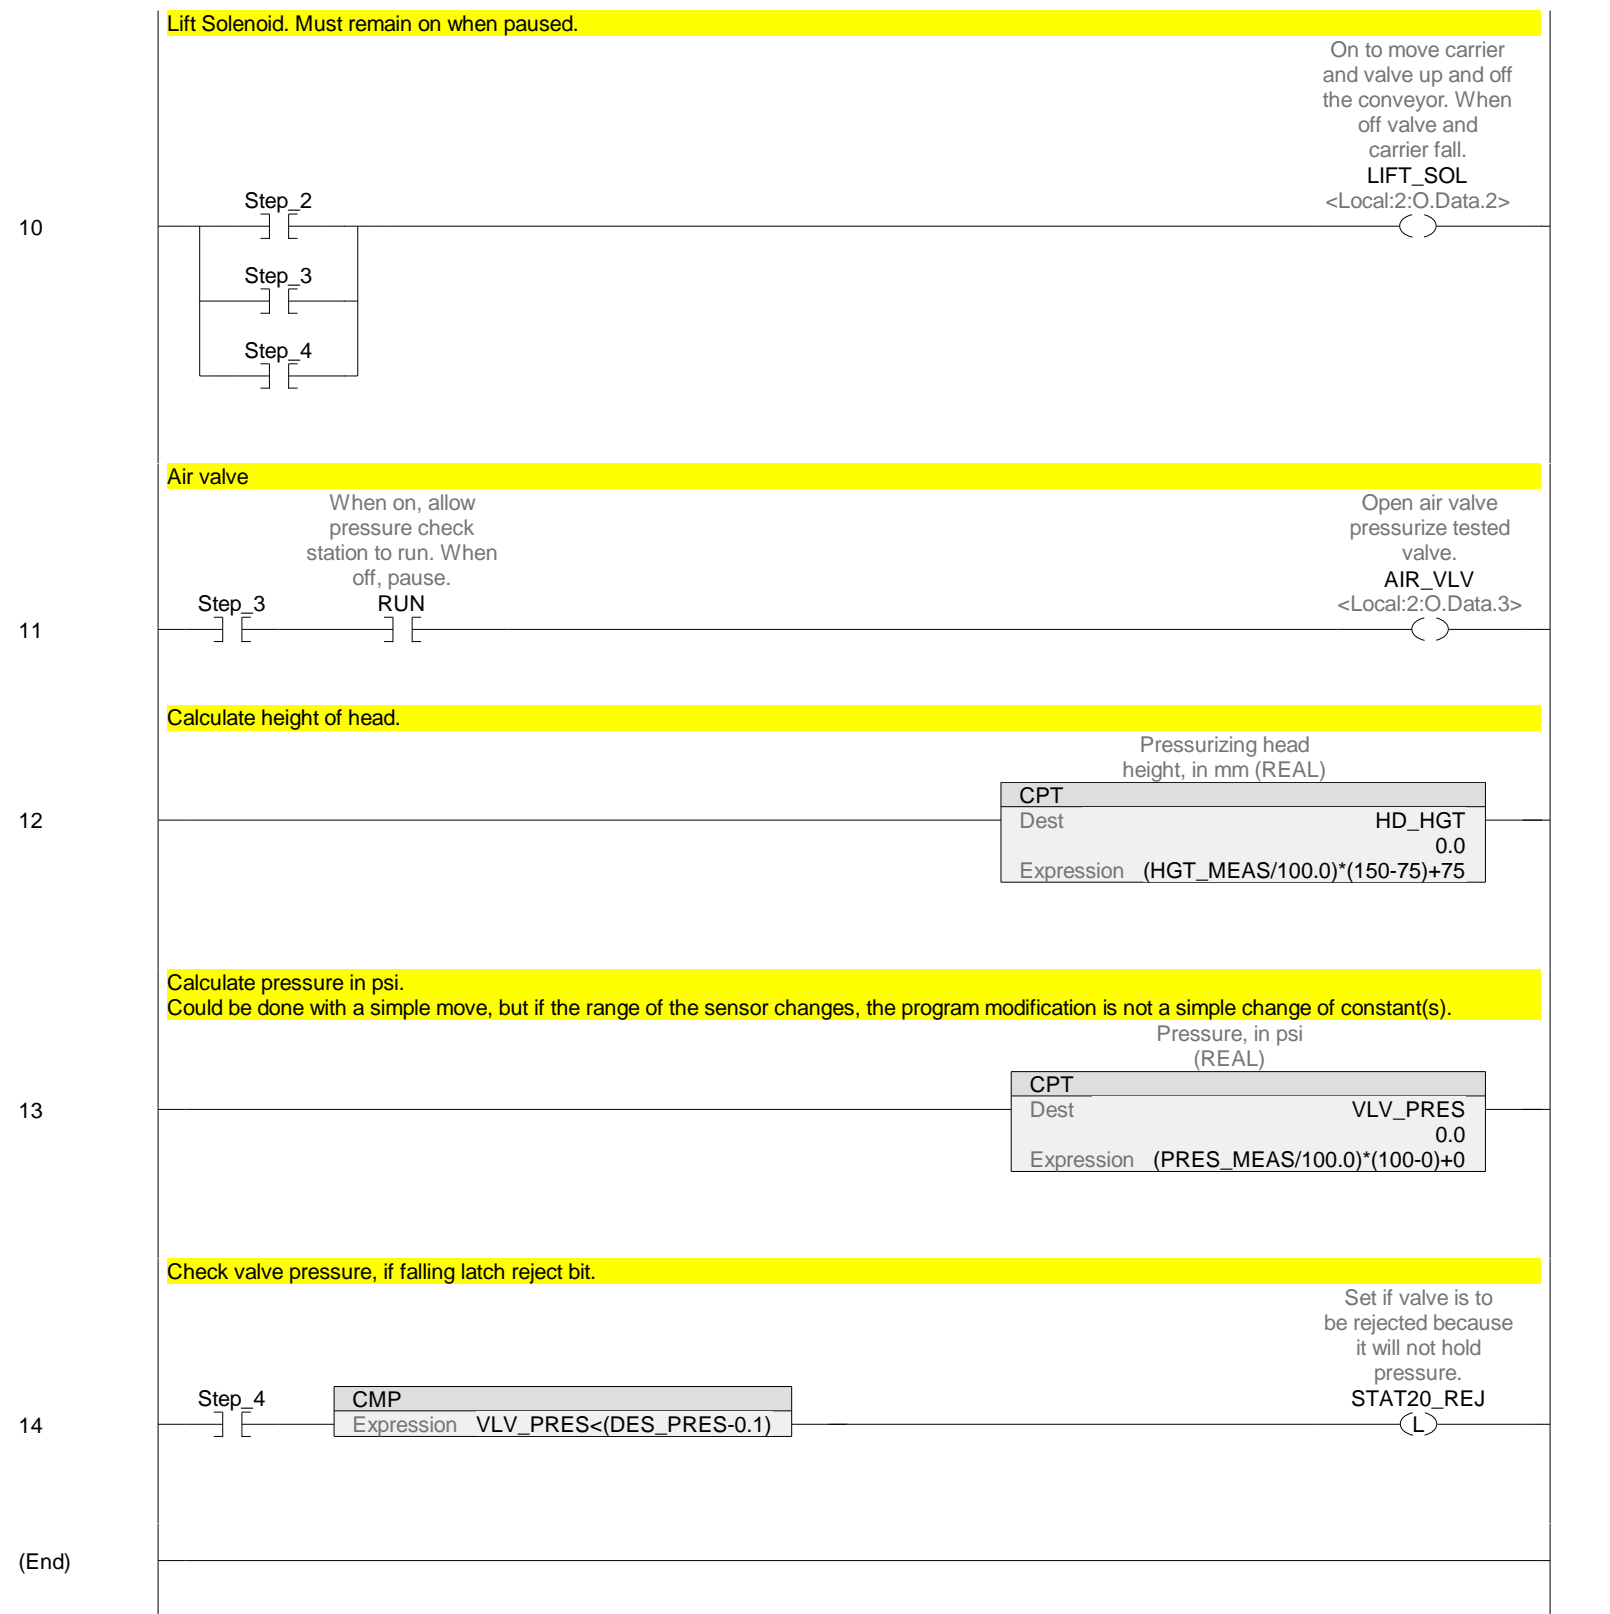 Lift Solenoid. Must remain on when paused.
On to move carrier
and valve up and off
the conveyor. When
off valve and
carrier fall.
LIFT_SOL
<Local:2:O.Data.2>
Step_2
10
Step_3
Step_4
Air valve
When on, allow
pressure check
station to run. When
off, pause.
RUN
Open air valve
pressurize tested
valve.
AIR_VLV
<Local:2:O.Data.3>
Step_3
11
Calculate height of head.
Pressurizing head
height, in mm (REAL)
CPT
12
Dest HD_HGT
0.0
Expression (HGT_MEAS/100.0)*(150-75)+75
Calculate pressure in psi.
Could be done with a simple move, but if the range of the sensor changes, the program modification is not a simple change of constant(s).
Pressure, in psi
(REAL)
CPT
13
Dest VLV_PRES
0.0
Expression (PRES_MEAS/100.0)*(100-0)+0
Check valve pressure, if falling latch reject bit.
Set if valve is to
be rejected because
it will not hold
pressure.
STAT20_REJ
L
Step_4
14
CMP
Expression VLV_PRES<(DES_PRES-0.1)
(End)